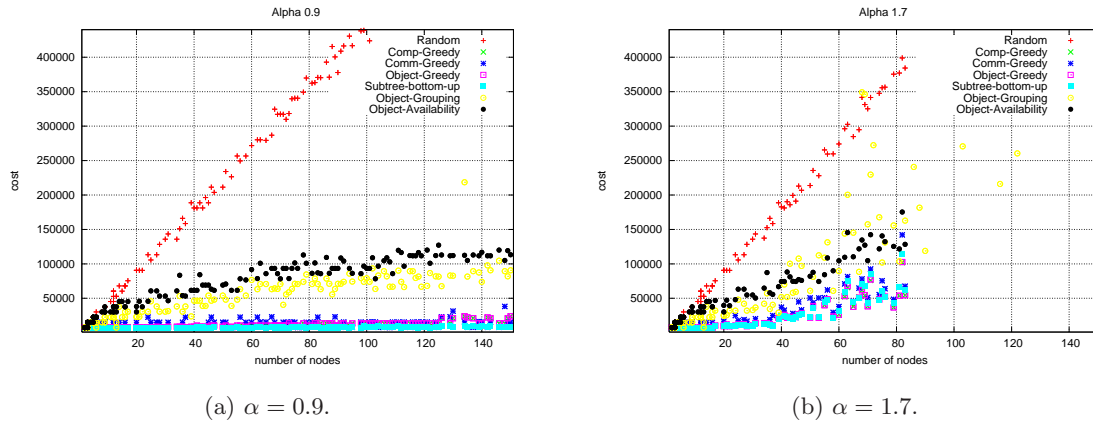 Alpha 0.9
400000
350000
300000
250000
200000
150000
100000
50000
cost
20
40
60
80
100
120
140
number of nodes
Random
Comp-Greedy
Comm-Greedy
Object-Greedy
Subtree-bottom-up
Object-Grouping
Object-Availability
(a) α = 0.9.
Alpha 1.7
400000
350000
300000
250000
200000
150000
100000
50000
cost
20
40
60
80
100
120
140
number of nodes
Random
Comp-Greedy
Comm-Greedy
Object-Greedy
Subtree-bottom-up
Object-Grouping
Object-Availability
(b) α = 1.7.